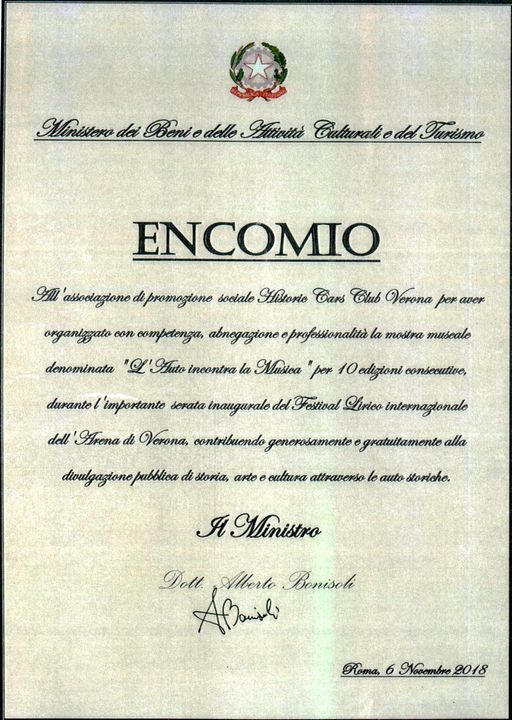 Ministero dei Beni e delle Attività Culturali e del Turismo
ENCOMIO
All'associazione di promozione sociale Historic Cars Club Verona per aver
organizzato con competenza, abnegazione e professionalità la mostra museale
denominata "L'Auto incontra la Musica" per 10 edizioni consecutive,
durante l'importante serata inaugurale del Festival Lirico internazionale
dell'Arena di Verona, contribuendo generosamente e gratuitamente alla
divulgazione pubblica di storia, arte e cultura attraverso le auto storiche.
Il Ministro
Dott. Alberto Bonisoli
ABonisoli
Roma, 6 Novembre 2018